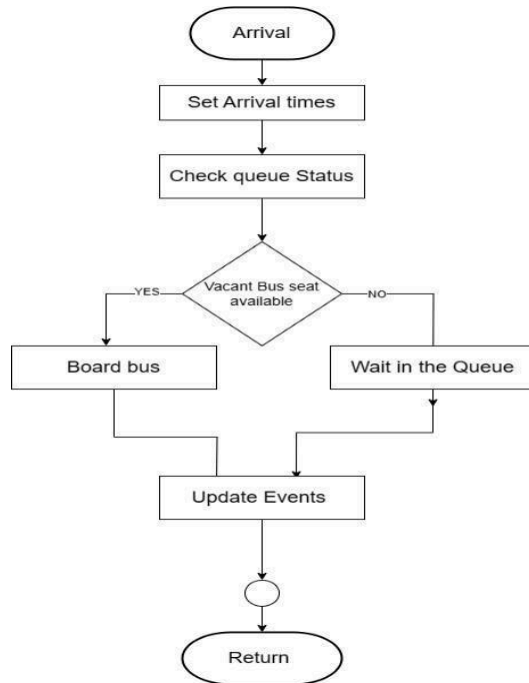 Arrival
Set Arrival times
Check queue Status
Vacant Bus seat
available
YES
NO
Board bus
Wait in the Queue
Update Events
Return